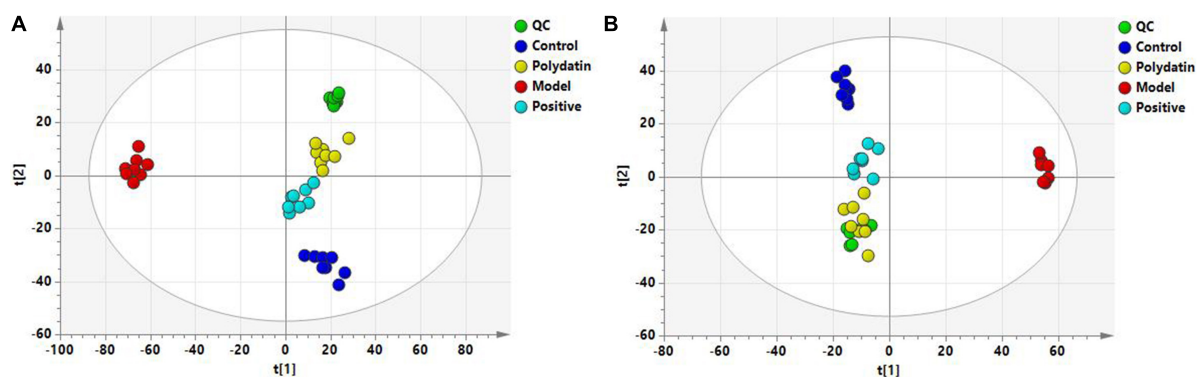 A
QC
Control
Polydatin
Model
Positive
40
20
0
-20
-40
-60
t[2]
-100 -80 -60 -40 -20 0 20 40 60 80
t[1]
B
QC
Control
Polydatin
Model
Positive
40
20
0
-20
-40
-60
t[2]
-80 -60 -40 -20 0 20 40 60
t[1]